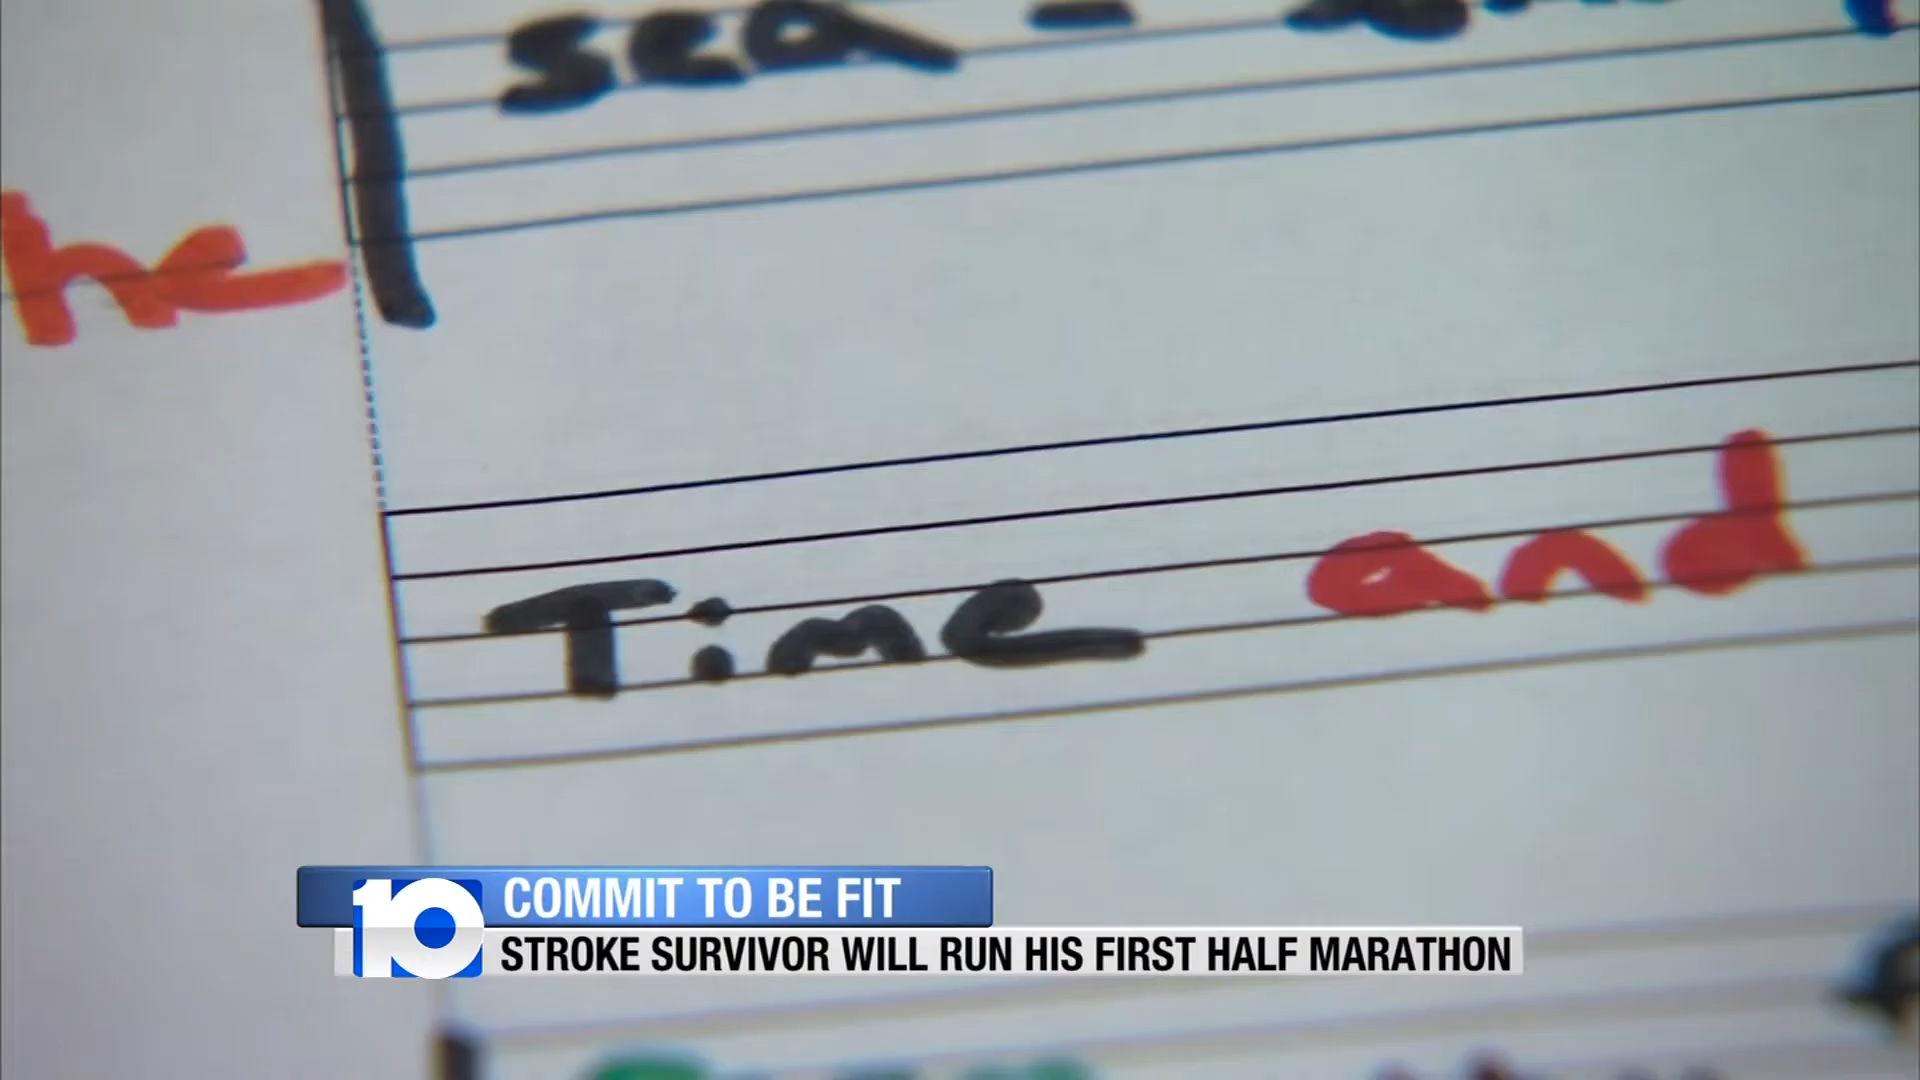 sea -
he
Time and
10 COMMIT TO BE FIT
STROKE SURVIVOR WILL RUN HIS FIRST HALF MARATHON